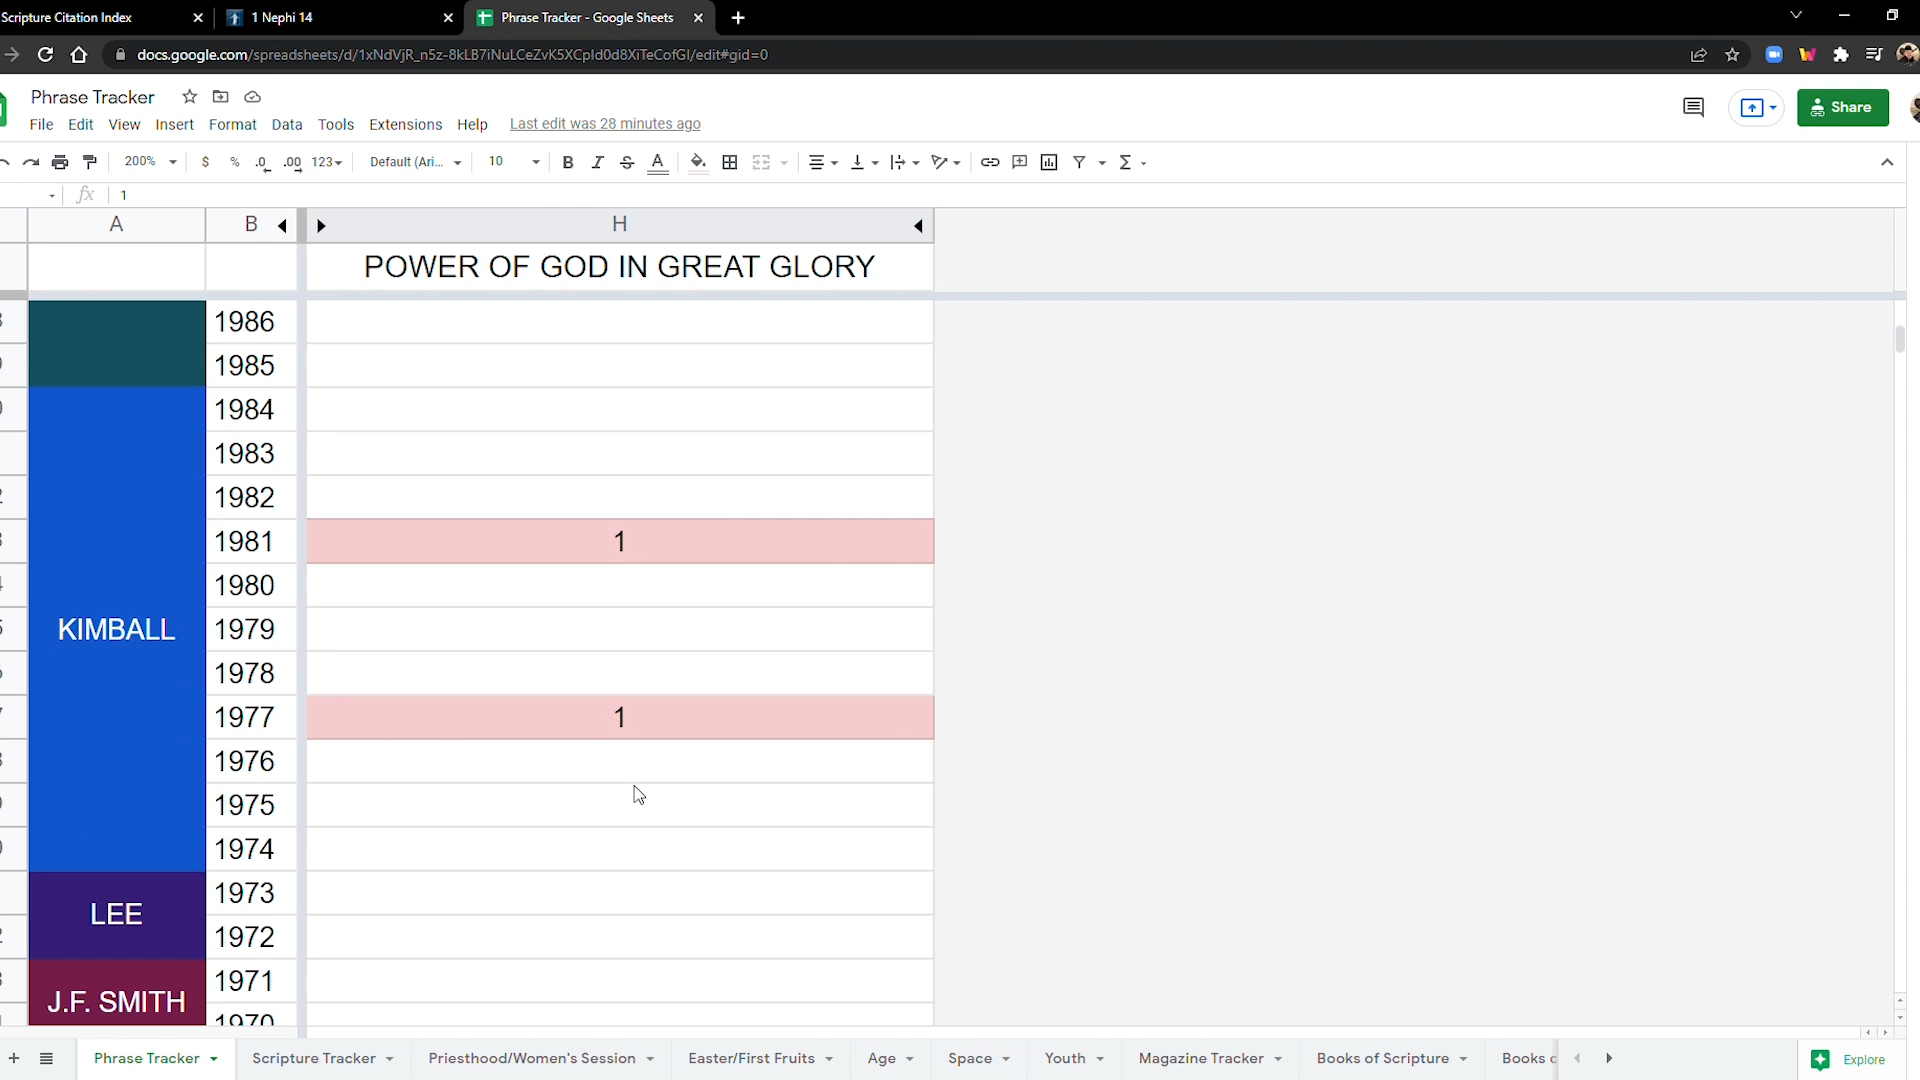 Scripture Citation Index
1 Nephi 14
Phrase Tracker - Google Sheets
docs.google.com/spreadsheets/d/1xNdVjR_n5z-8kLB7iNuLCeZvK5XCpId0d8XiTeCofGI/edit#gid=0
Phrase Tracker
File Edit View Insert Format Data Tools Extensions Help Last edit was 28 minutes ago
Share
200% $ % .0 .00 123 Default (Ari... 10 B I S A Σ
fx 1
A B H
POWER OF GOD IN GREAT GLORY
1986
1985
1984
1983
1982
1981 1
1980
KIMBALL 1979
1978
1977 1
1976
1975
1974
1973
LEE
1972
1971
J.F. SMITH
1970
Phrase Tracker Scripture Tracker Priesthood/Women's Session Easter/First Fruits Age Space Youth Magazine Tracker Books of Scripture Books Explore